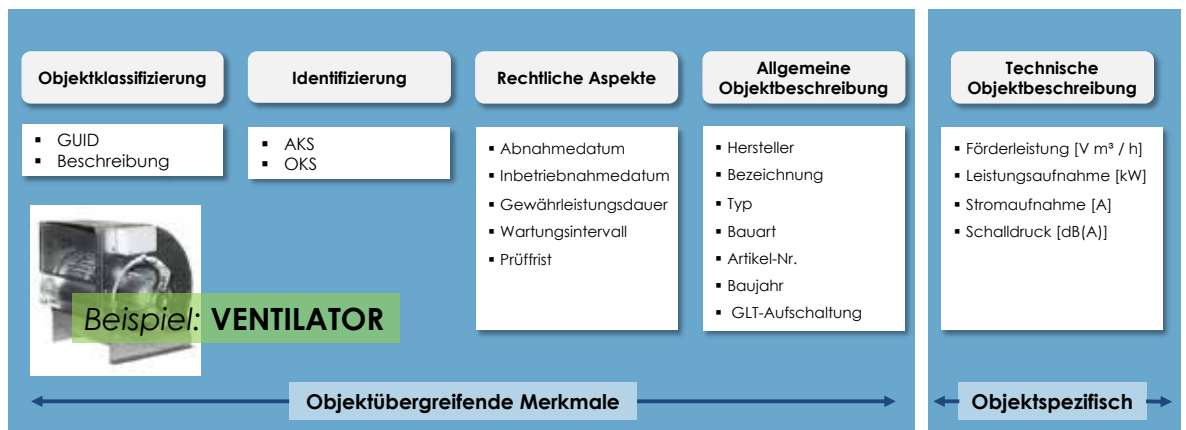 Objektklassifizierung
▪ GUID
▪ Beschreibung
Identifizierung
▪ AKS
▪ OKS
Rechtliche Aspekte
▪ Abnahmedatum
▪ Inbetriebnahmedatum
▪ Gewährleistungsdauer
▪ Wartungsintervall
▪ Prüffrist
Allgemeine
Objektbeschreibung
▪ Hersteller
▪ Bezeichnung
▪ Typ
▪ Bauart
▪ Artikel-Nr.
▪ Baujahr
▪ GLT-Aufschaltung
Technische
Objektbeschreibung
▪ Förderleistung [V m³ / h]
▪ Leistungsaufnahme [kW]
▪ Stromaufnahme [A]
▪ Schalldruck [dB(A)]
Beispiel: VENTILATOR
Objektübergreifende Merkmale
Objektspezifisch